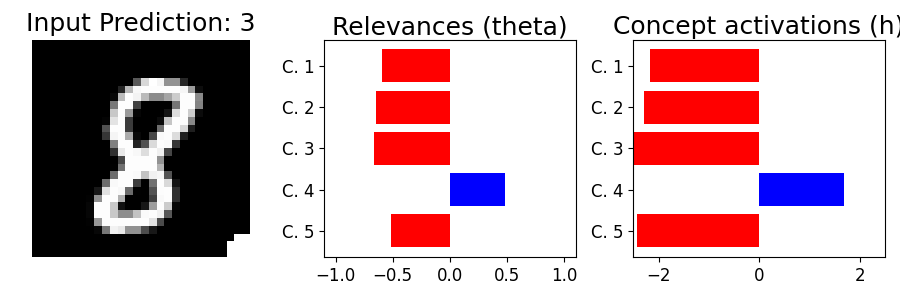 Input Prediction: 3
8
Relevances (theta)
C. 1
C. 2
C. 3
C. 4
C. 5
−1.0 −0.5 0.0 0.5 1.0
Concept activations (h)
C. 1
C. 2
C. 3
C. 4
C. 5
−2 0 2